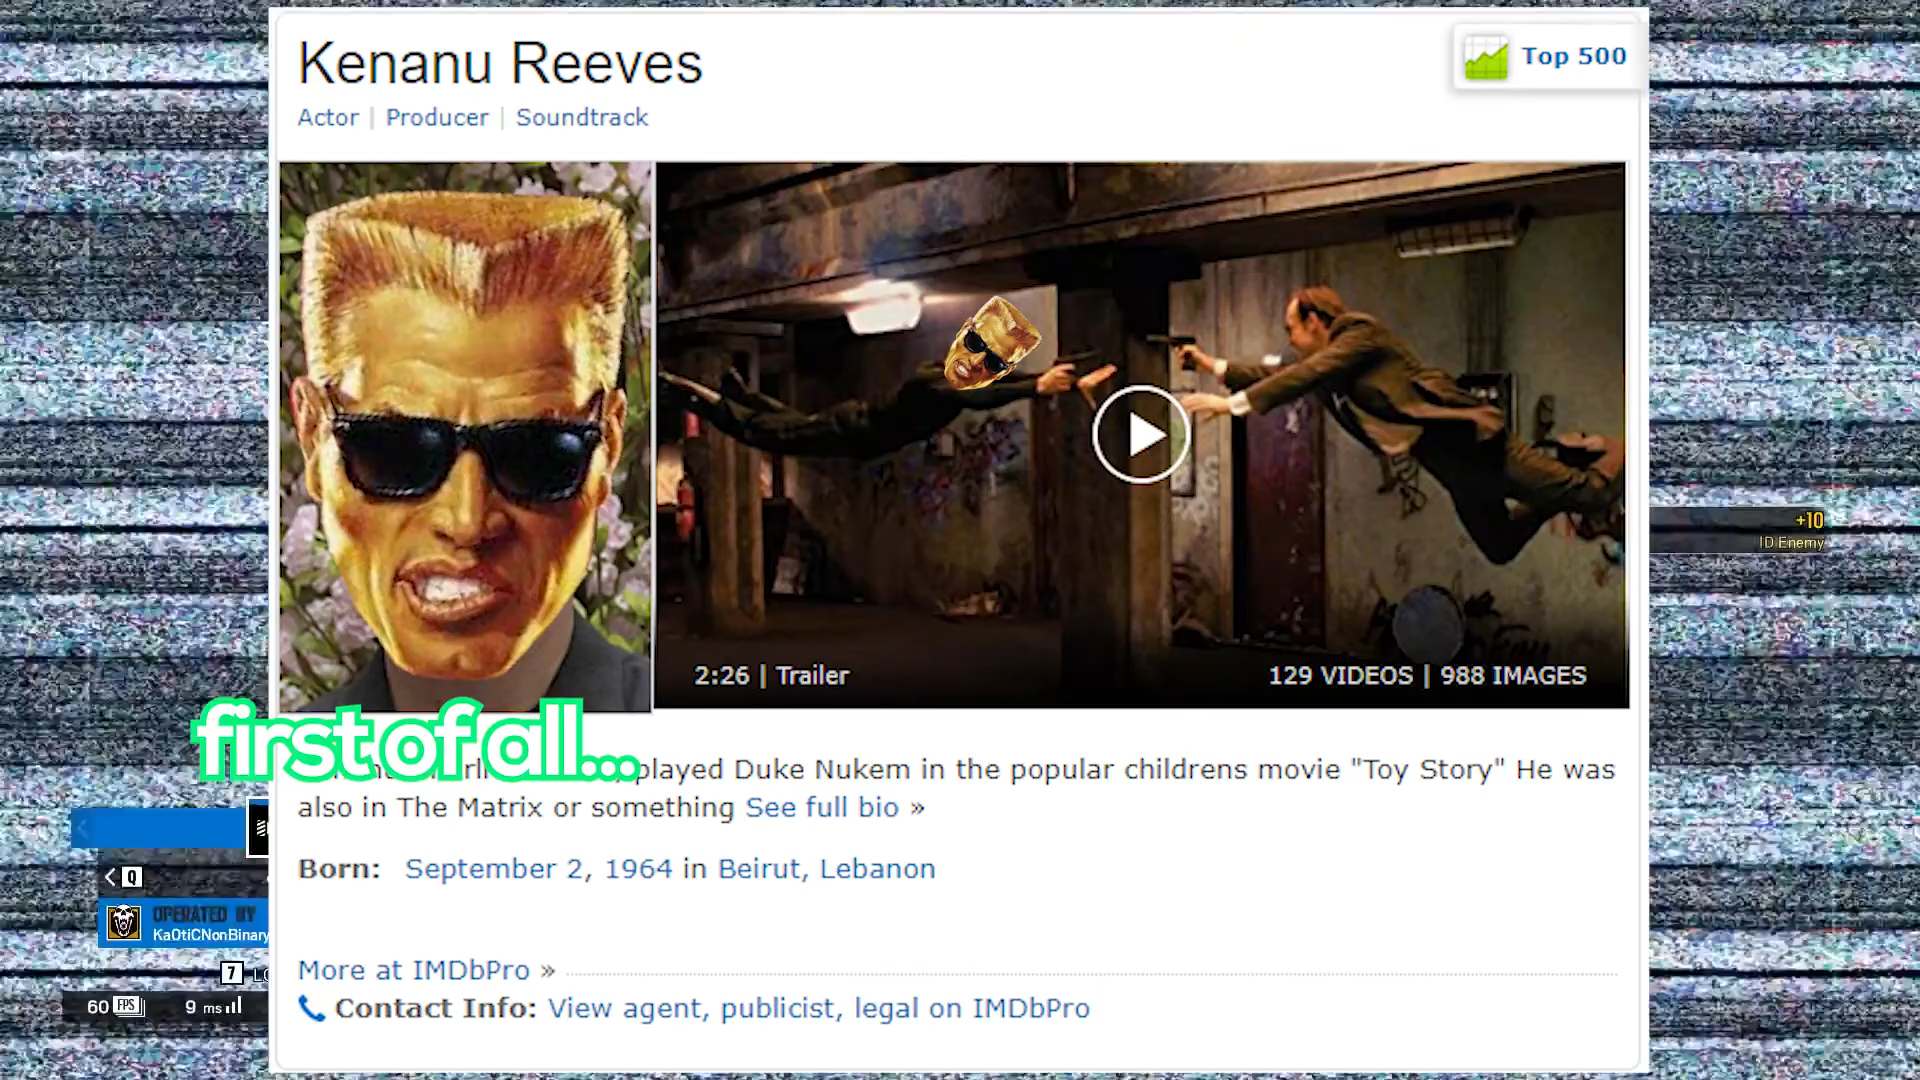 Kenanu Reeves
Top 500
Actor | Producer | Soundtrack
2:26 | Trailer
129 VIDEOS | 988 IMAGES
+10
ID Enemy
first of all...
played Duke Nukem in the popular childrens movie "Toy Story" He was
also in The Matrix or something See full bio »
Born: September 2, 1964 in Beirut, Lebanon
Q
OPERATED BY
KaOtiCNonBinary
More at IMDbPro »
7
60 FPS 9 ms
Contact Info: View agent, publicist, legal on IMDbPro